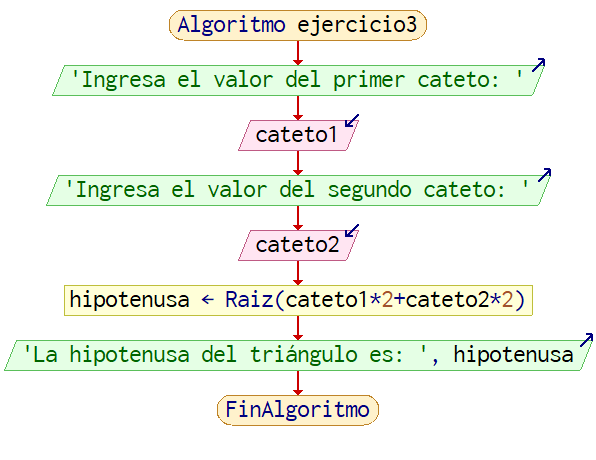 Algoritmo ejercicio3
'Ingresa el valor del primer cateto: '
cateto1
'Ingresa el valor del segundo cateto: '
cateto2
hipotenusa ← Raiz(cateto1*2+cateto2*2)
'La hipotenusa del triángulo es: ', hipotenusa
FinAlgoritmo